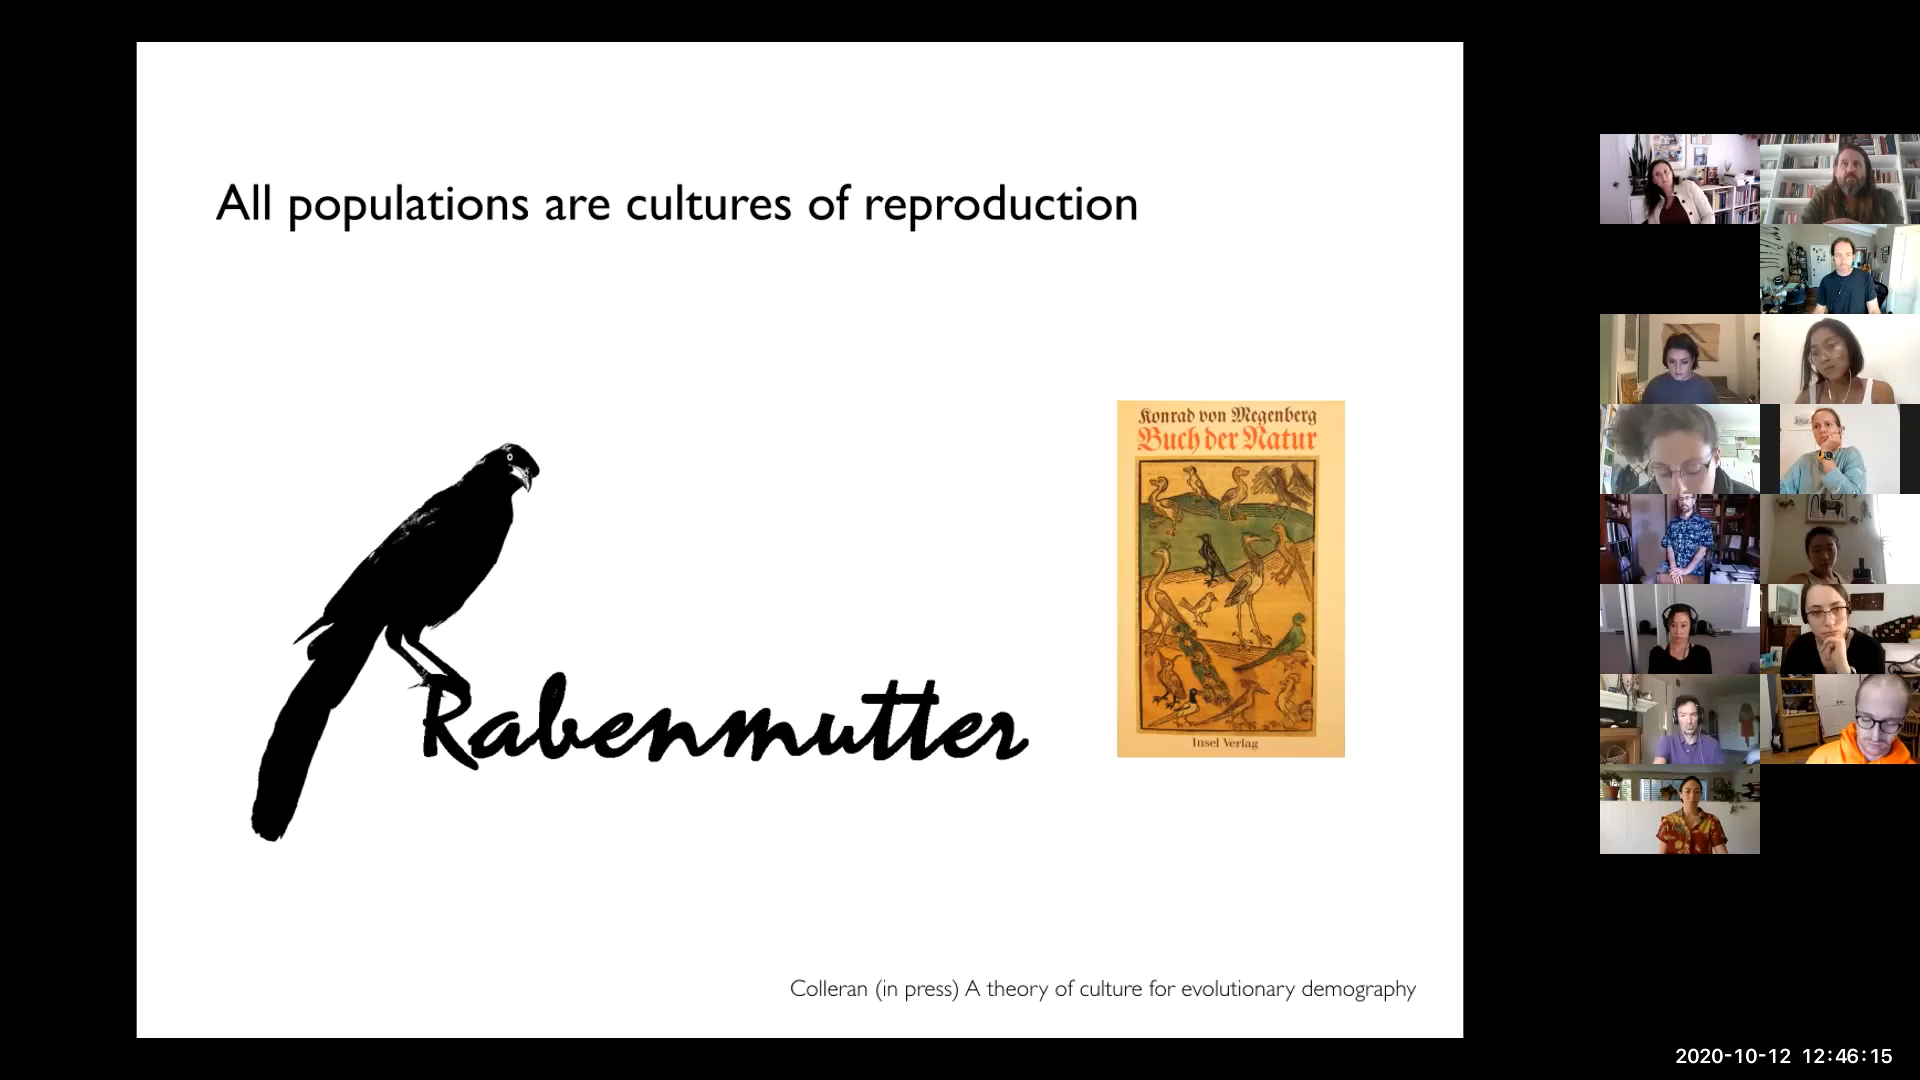 All populations are cultures of reproduction
Konrad von Megenberg
Buch der Natur
Rabenmutter
Insel Verlag
Colleran (in press) A theory of culture for evolutionary demography
2020-10-12 12:46:15